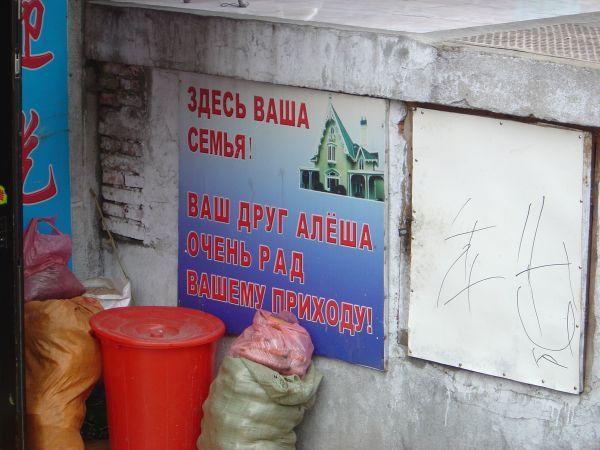 ЗДЕСЬ ВАША
СЕМЬЯ!
ВАШ ДРУГ АЛЁША
ОЧЕНЬ РАД
ВАШЕМУ ПРИХОДУ!